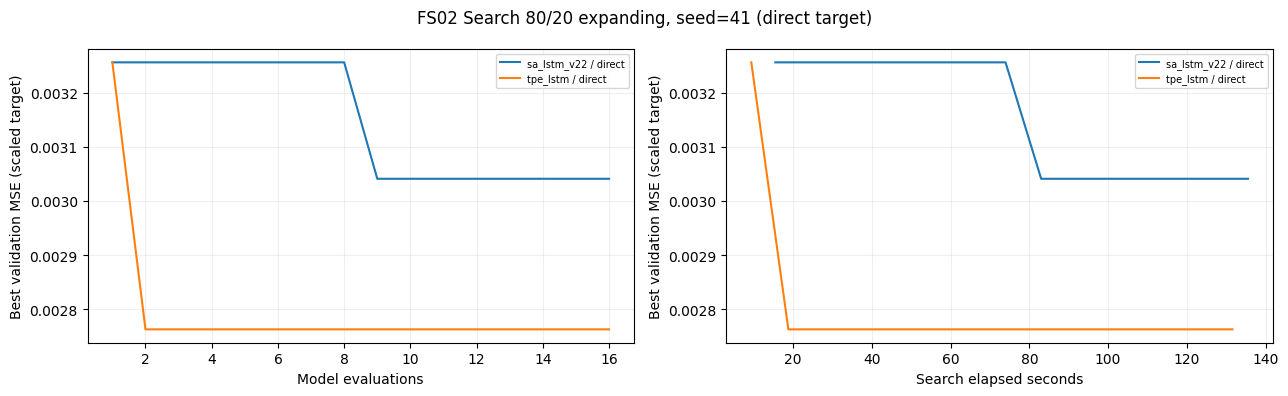 FS02 Search 80/20 expanding, seed=41 (direct target)
Best validation MSE (scaled target)
0.0032
0.0031
0.0030
0.0029
0.0028
sa_lstm_v22 / direct
tpe_lstm / direct
2 4 6 8 10 12 14 16
Model evaluations
Best validation MSE (scaled target)
0.0032
0.0031
0.0030
0.0029
0.0028
sa_lstm_v22 / direct
tpe_lstm / direct
20 40 60 80 100 120 140
Search elapsed seconds